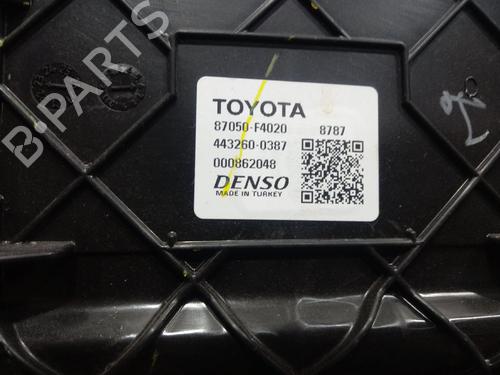 B-PARTS
TOYOTA
87050-F4020 8787
443260-0387
000862048
DENSO
MADE IN TURKEY